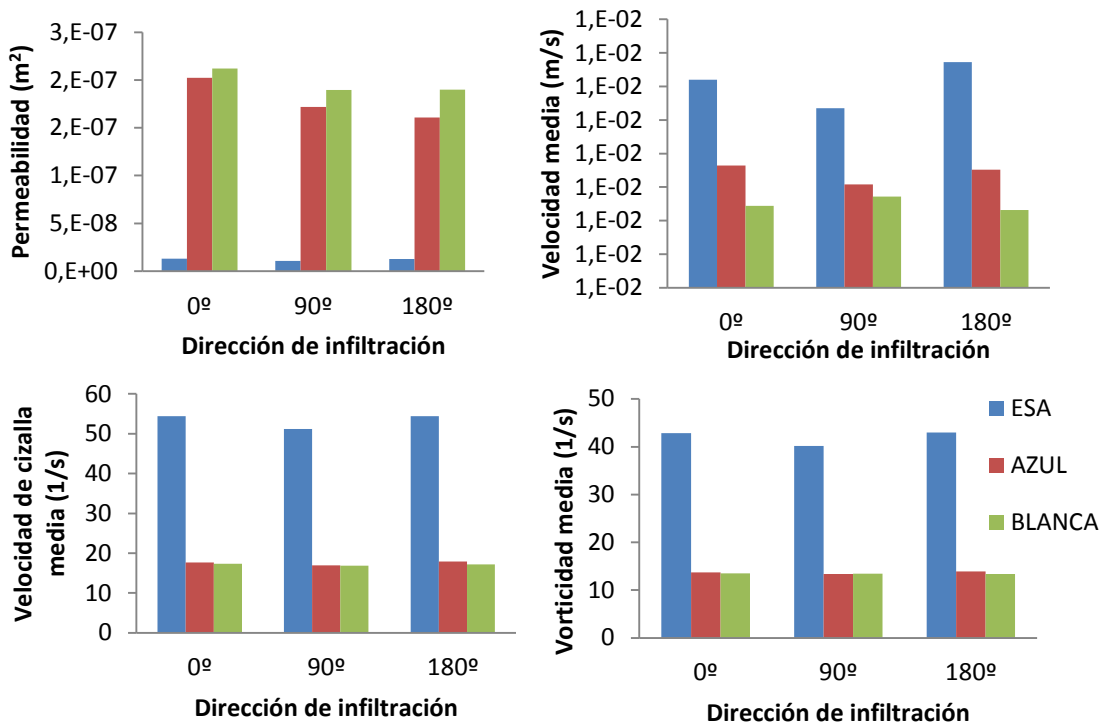 Permeabilidad (m²)
3,E-07
2,E-07
2,E-07
1,E-07
5,E-08
0,E+00
0º
90º
180º
Dirección de infiltración
Velocidad media (m/s)
1,E-02
1,E-02
1,E-02
1,E-02
1,E-02
1,E-02
1,E-02
1,E-02
1,E-02
0º
90º
180º
Dirección de infiltración
Velocidad de cizalla
media (1/s)
60
50
40
30
20
10
0
0º
90º
180º
Dirección de infiltración
Vorticidad media (1/s)
50
40
30
20
10
0
0º
90º
180º
Dirección de infiltración
ESA
AZUL
BLANCA